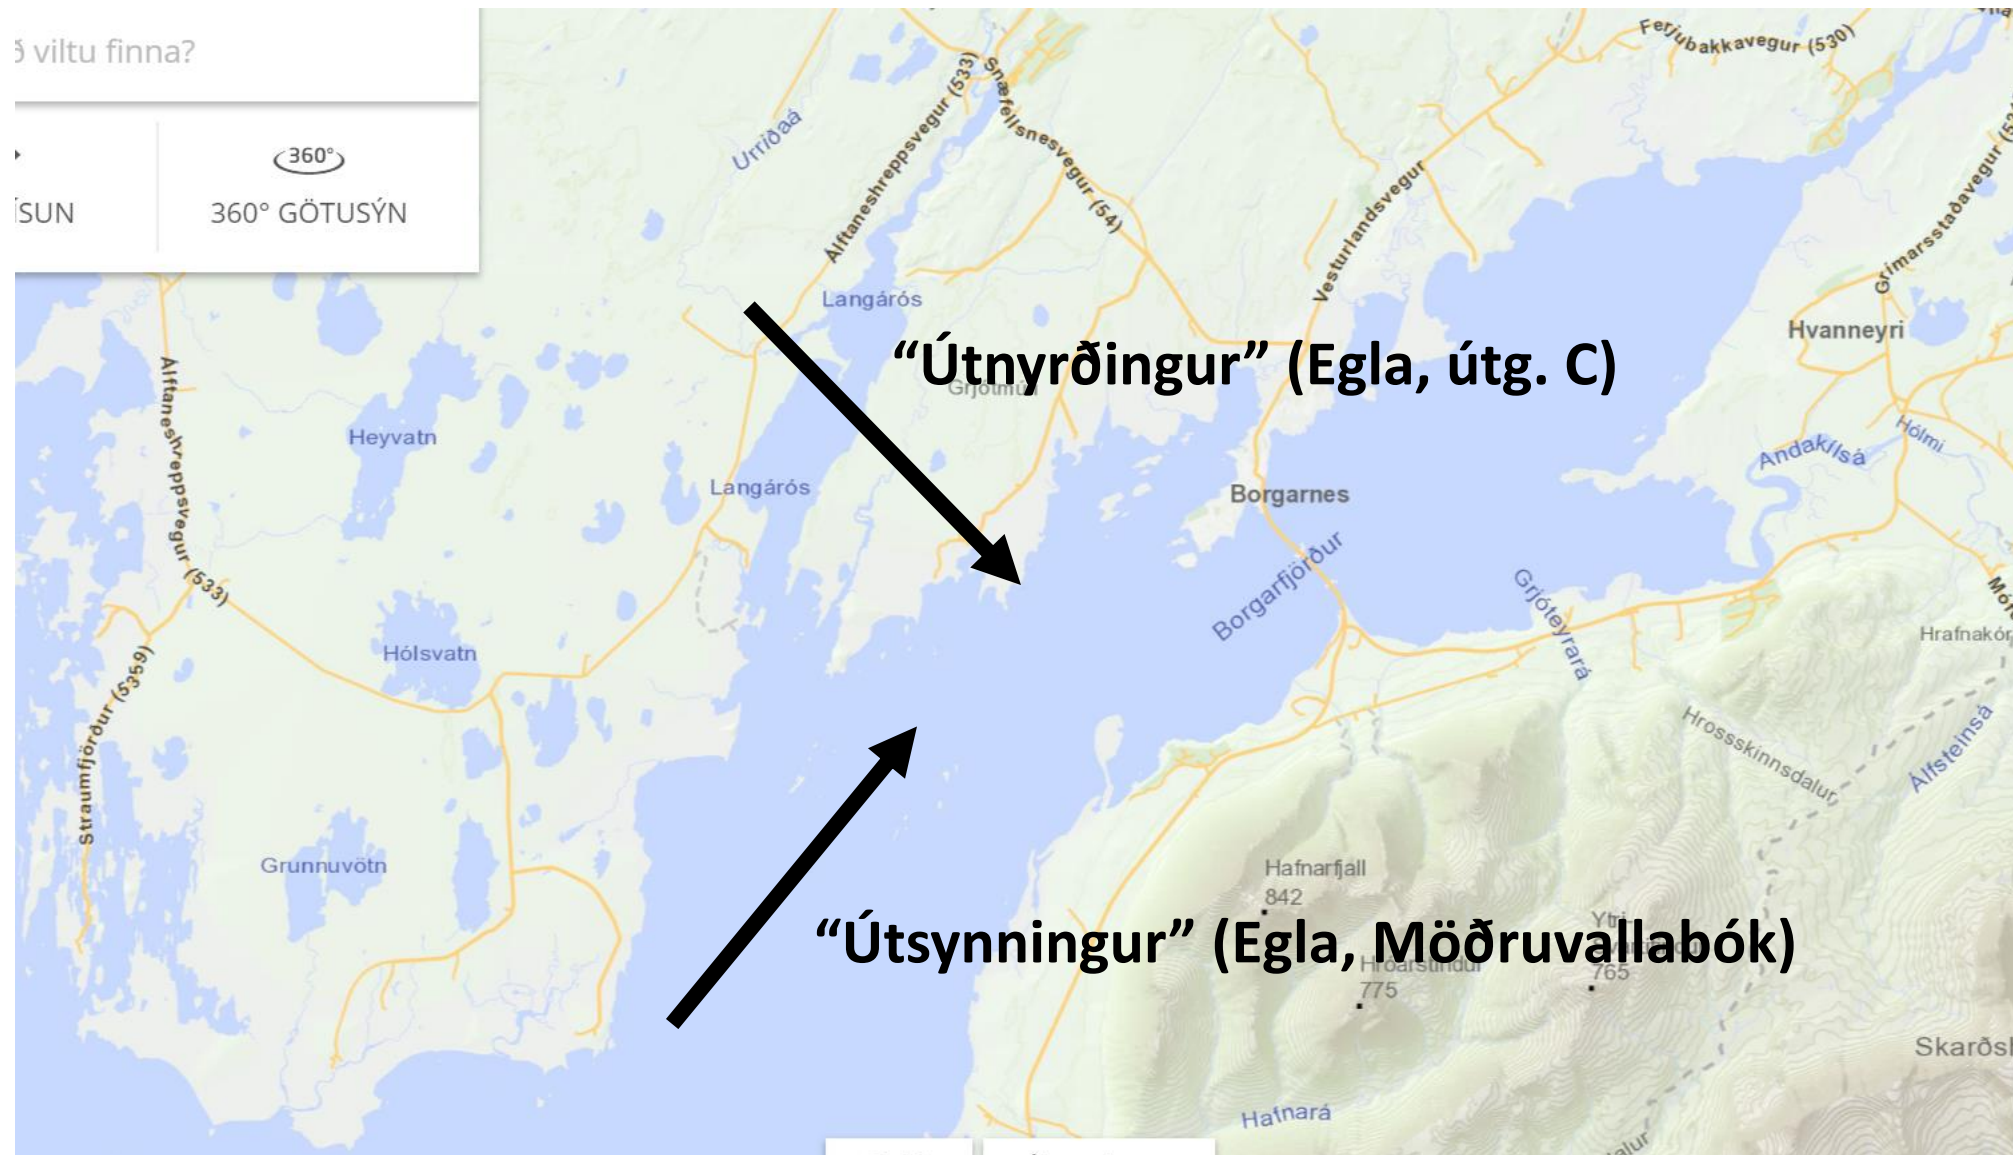 ð viltu finna?
360°
ÍSUN
360° GÖTUSÝN
Ferjubakkavegur (530)
Álftaneshreppsvegur (533)
Snæfellsnesvegur (54)
Urriðaá
Vesturlandsvegur
Grímarsstaðavegur
Langárós
Hvanneyri
“Útnyrðingur” (Egla, útg. C)
Álftaneshreppsvegur (533)
Heyvatn
Hólmi
Andakílsá
Langárós
Borgarnes
Borgarfjörður
Grjóteyrará
Hólsvatn
Straumfjörður (5359)
Hrossskinnsdalur
Álfsteinsá
Grunnuvötn
Hafnarfjall
842
“Útsynningur” (Egla, Möðruvallabók)
765
775
Hafnará